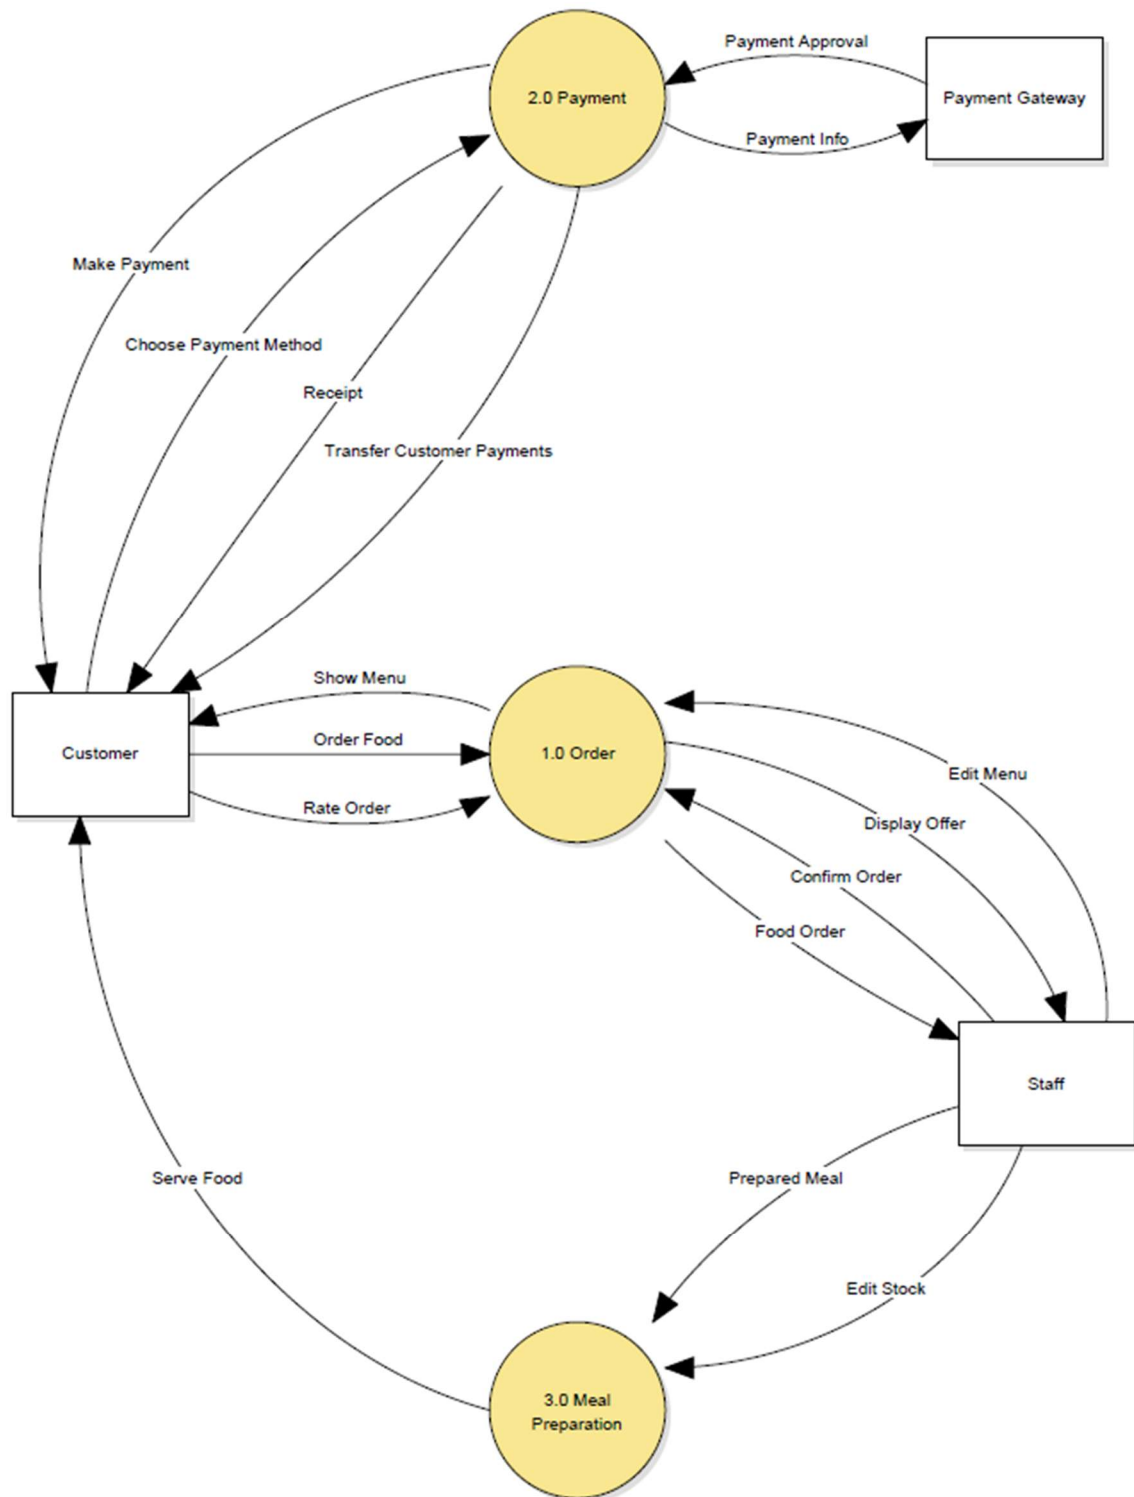 Payment Approval
2.0 Payment
Payment Gateway
Payment Info
Make Payment
Choose Payment Method
Receipt
Transfer Customer Payments
Show Menu
Order Food
Customer
1.0 Order
Edit Menu
Rate Order
Display Offer
Confirm Order
Food Order
Staff
Serve Food
Prepared Meal
Edit Stock
3.0 Meal
Preparation